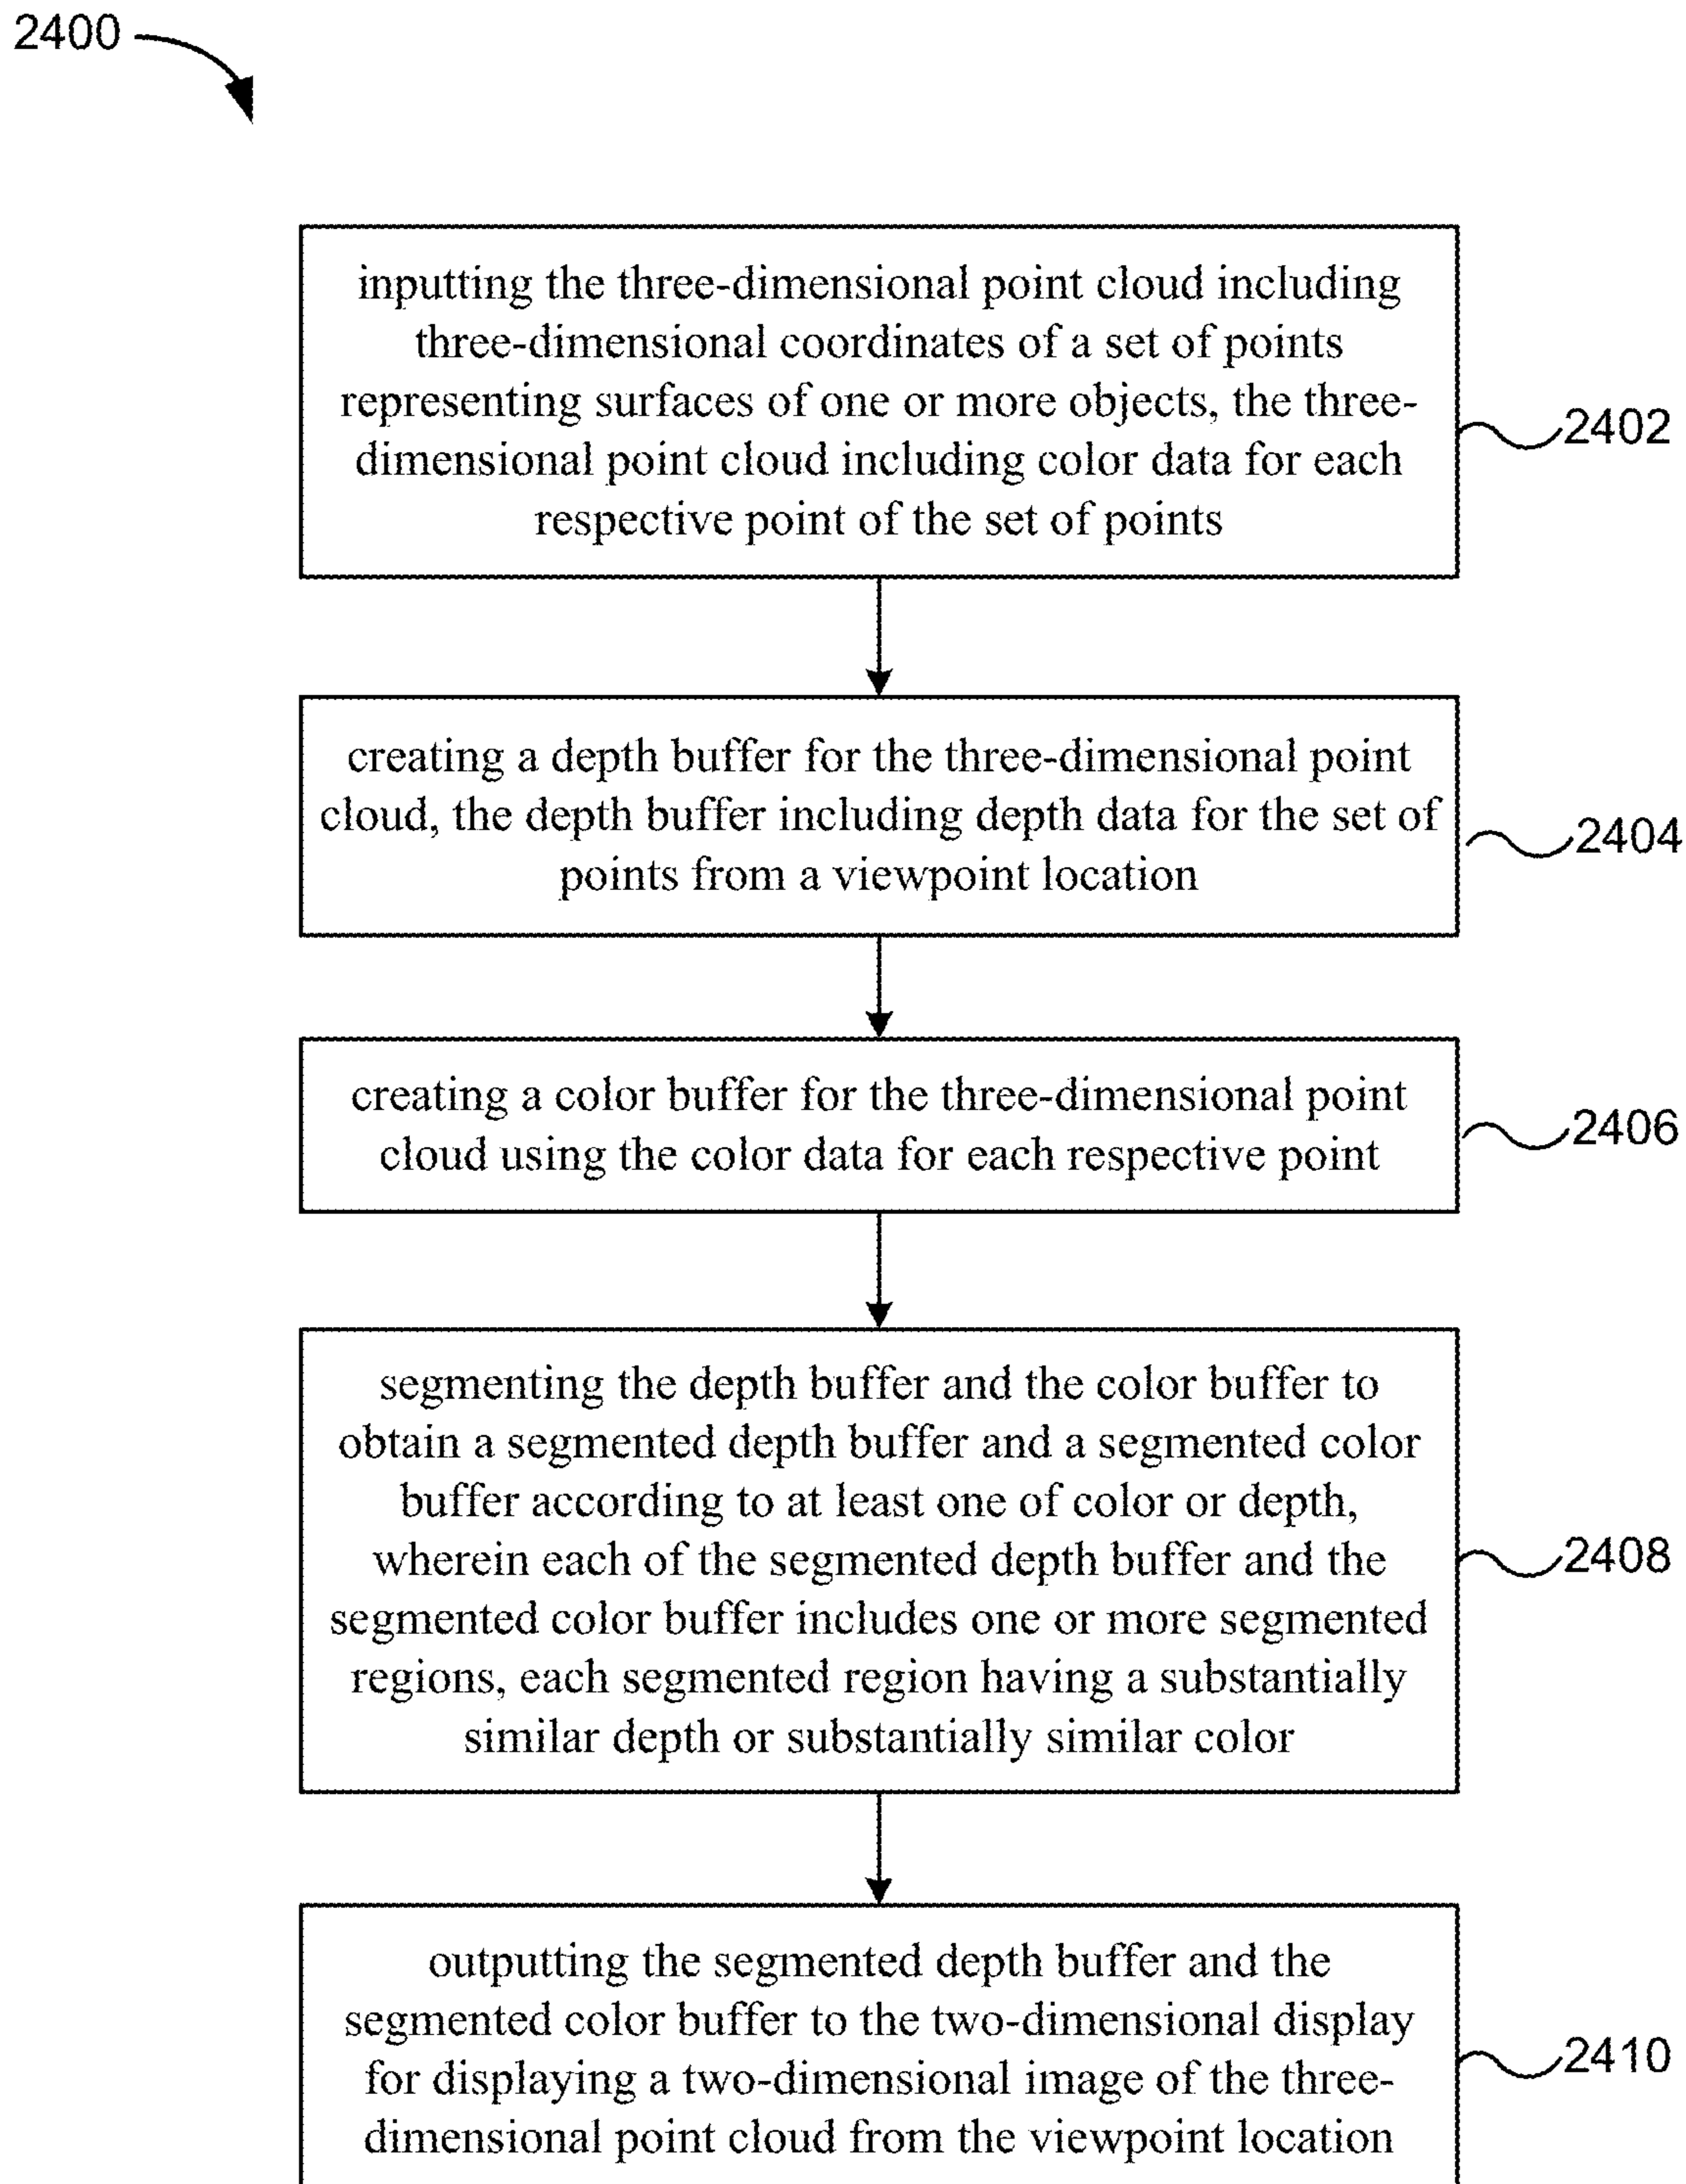 2400
inputting the three-dimensional point cloud including
three-dimensional coordinates of a set of points
representing surfaces of one or more objects, the three-
dimensional point cloud including color data for each
respective point of the set of points
2402
creating a depth buffer for the three-dimensional point
cloud, the depth buffer including depth data for the set of
points from a viewpoint location
2404
creating a color buffer for the three-dimensional point
cloud using the color data for each respective point
2406
segmenting the depth buffer and the color buffer to
obtain a segmented depth buffer and a segmented color
buffer according to at least one of color or depth,
wherein each of the segmented depth buffer and the
segmented color buffer includes one or more segmented
regions, each segmented region having a substantially
similar depth or substantially similar color
2408
outputting the segmented depth buffer and the
segmented color buffer to the two-dimensional display
for displaying a two-dimensional image of the three-
dimensional point cloud from the viewpoint location
2410